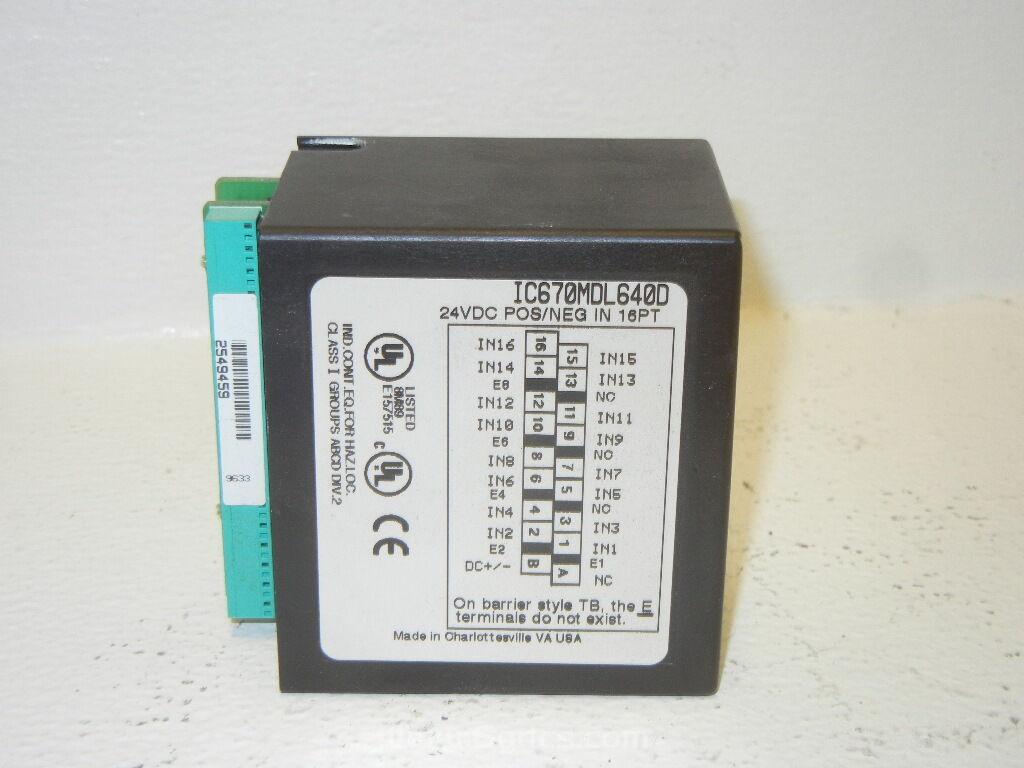 IC670MDL640D
24VDC POS/NEG IN 16PT
IN16 16
15 IN15
IN14 14
13 IN13
E8
NC
IN12 12
11 IN11
IN10 10
9 IN9
E6
NC
IN8 8
7 IN7
IN6 6
5 IN5
E4
NC
IN4 4
3 IN3
IN2 2
1 IN1
E2
E1
DC+/- B
A NC
On barrier style TB, the E
terminals do not exist.
Made in Charlottesville VA USA
UL
LISTED
8M89
E157515
C UL
CE
IND.CONT.EQ.FOR HAZ.LOC.
CLASS I GROUPS ABCD DIV.2
2549459
9633